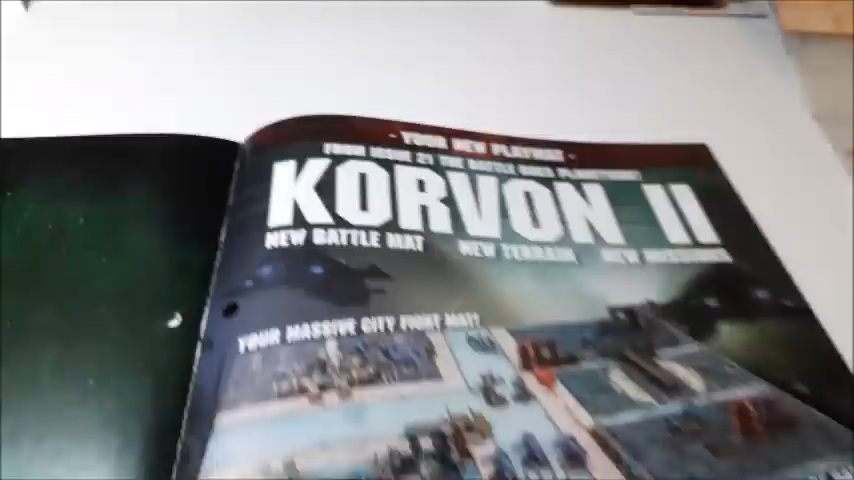 - YOUR NEW PLAYMAT -
FROM ISSUE 21 THE BATTLE GOES PLANETSIDE!
KORVON II
NEW BATTLE MAT NEW TERRAIN NEW MISSIONS
YOUR MASSIVE CITY FIGHT MAT!